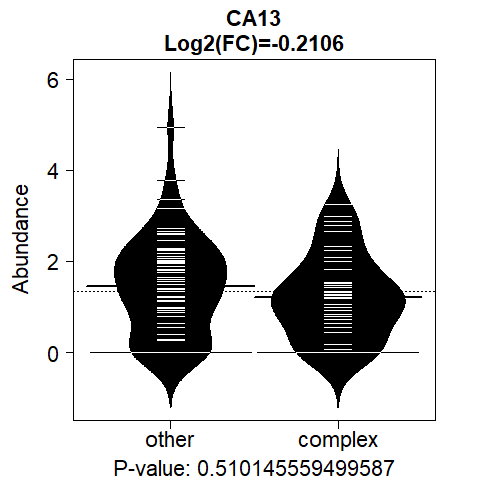 CA13
Log2(FC)=-0.2106
Abundance
6
4
2
0
other complex
P-value: 0.510145559499587